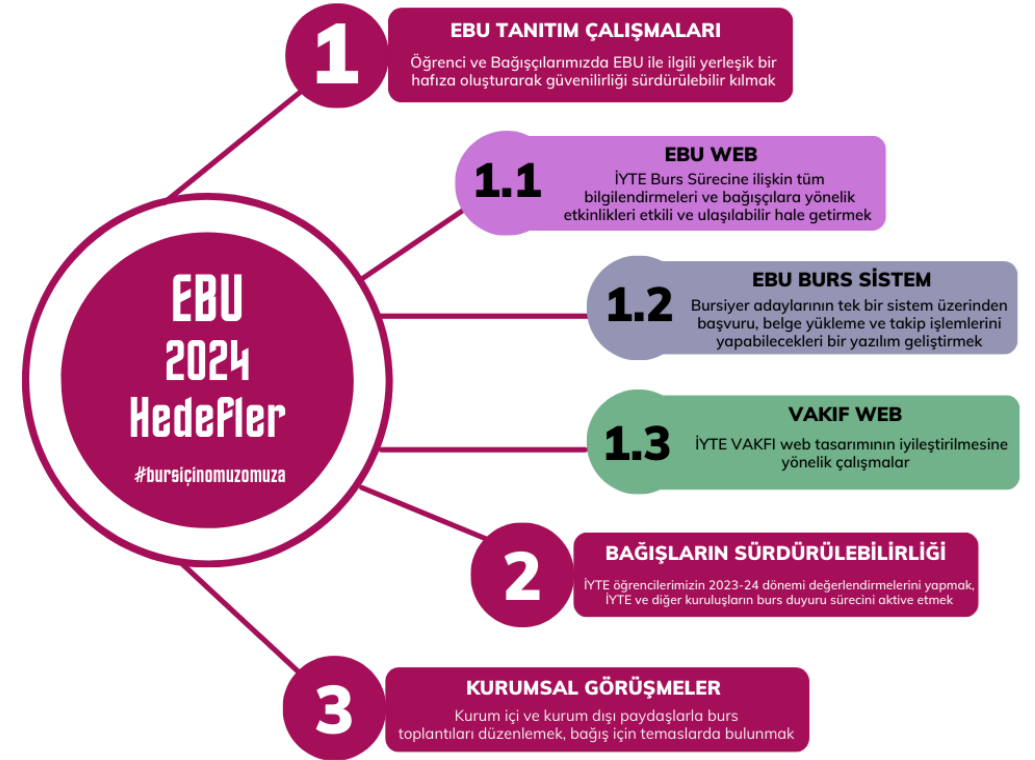 1
EBU TANITIM ÇALIŞMALARI
Öğrenci ve Bağışçılarımızda EBU ile ilgili yerleşik bir
hafıza oluşturarak güvenilirliği sürdürülebilir kılmak
1.1
EBU WEB
İYTE Burs Sürecine ilişkin tüm
bilgilendirmeleri ve bağışçılara yönelik
etkinlikleri etkili ve ulaşılabilir hale getirmek
EBU
2024
Hedefler
#bursiçinomuzomuza
1.2
EBU BURS SİSTEM
Bursiyer adaylarının tek bir sistem üzerinden
başvuru, belge yükleme ve takip işlemlerini
yapabilecekleri bir yazılım geliştirmek
1.3
VAKIF WEB
İYTE VAKFI web tasarımının iyileştirilmesine
yönelik çalışmalar
2
BAĞIŞLARIN SÜRDÜRÜLEBİLİRLİĞİ
İYTE öğrencilerimizin 2023-24 dönemi değerlendirmelerini yapmak,
İYTE ve diğer kuruluşların burs duyuru sürecini aktive etmek
3
KURUMSAL GÖRÜŞMELER
Kurum içi ve kurum dışı paydaşlarla burs
toplantıları düzenlemek, bağış için temaslarda bulunmak